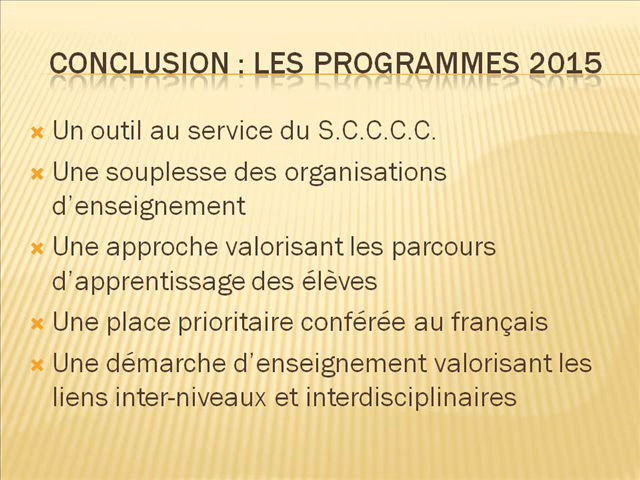 CONCLUSION : LES PROGRAMMES 2015
Un outil au service du S.C.C.C.C.
Une souplesse des organisations
d’enseignement
Une approche valorisant les parcours
d’apprentissage des élèves
Une place prioritaire conférée au français
Une démarche d’enseignement valorisant les
liens inter-niveaux et interdisciplinaires